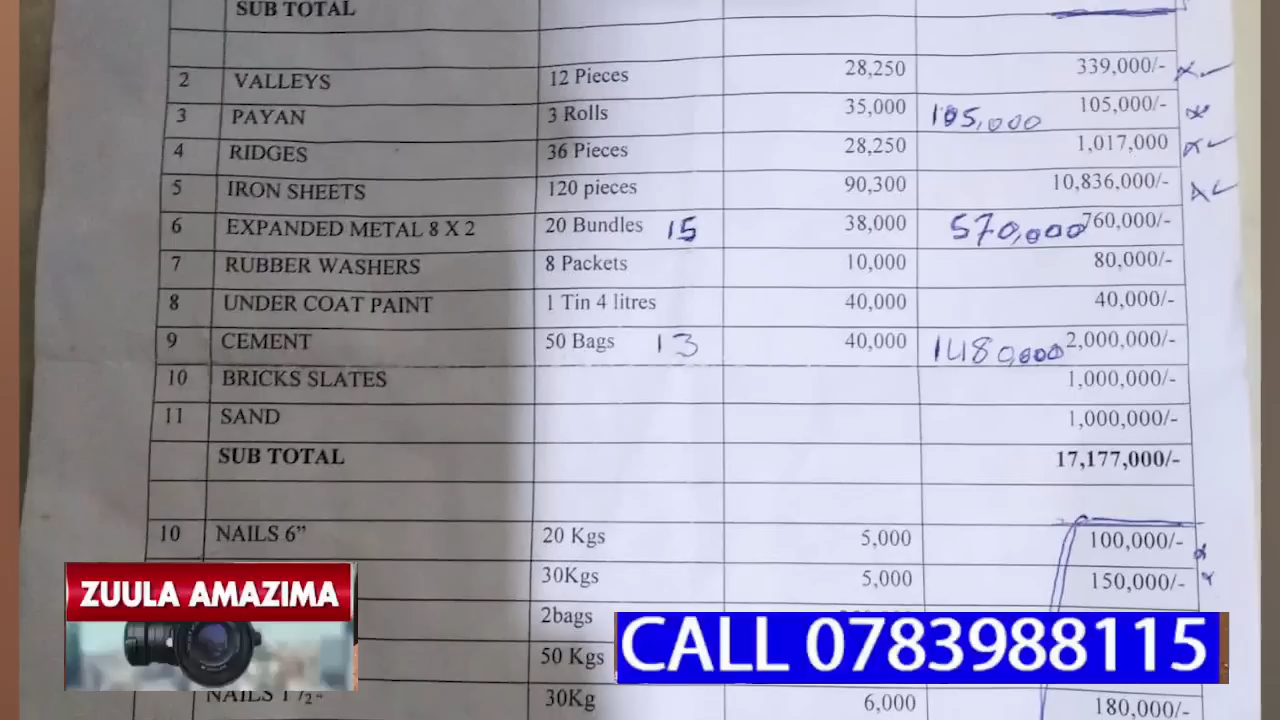 SUB TOTAL
2 VALLEYS 12 Pieces 28,250 339,000/-
3 PAYAN 3 Rolls 35,000 105,000 105,000/-
4 RIDGES 36 Pieces 28,250 1,017,000
5 IRON SHEETS 120 pieces 90,300 10,836,000/-
6 EXPANDED METAL 8 X 2 20 Bundles 15 38,000 570,000 760,000/-
7 RUBBER WASHERS 8 Packets 10,000 80,000/-
8 UNDER COAT PAINT 1 Tin 4 litres 40,000 40,000/-
9 CEMENT 50 Bags 13 40,000 1480,000 2,000,000/-
10 BRICKS SLATES 1,000,000/-
11 SAND 1,000,000/-
SUB TOTAL 17,177,000/-
10 NAILS 6” 20 Kgs 5,000 100,000/-
30Kgs 5,000 150,000/-
2bags
50 Kgs
NAILS 1 ½“ 30Kg 6,000 180,000/-
ZUULA AMAZIMA
CALL 0783988115